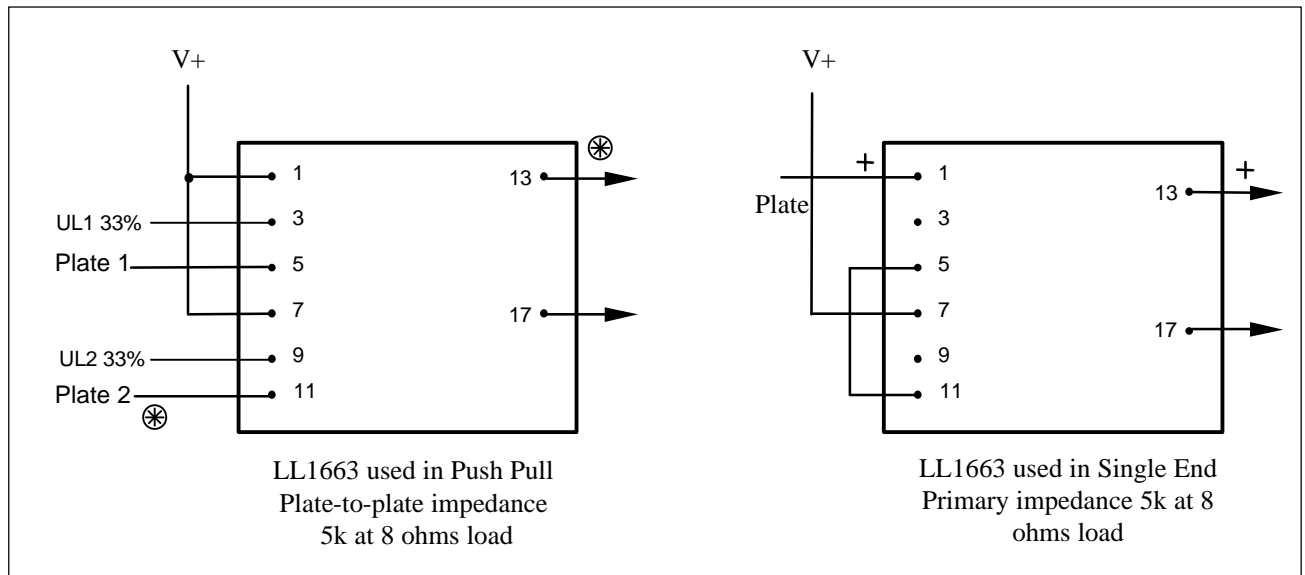 V+
1
13
UL1 33%
3
Plate 1
5
7
17
UL2 33%
9
Plate 2
11
LL1663 used in Push Pull
Plate-to-plate impedance
5k at 8 ohms load
V+
+
1
+
Plate
13
3
5
7
17
9
11
LL1663 used in Single End
Primary impedance 5k at 8
ohms load